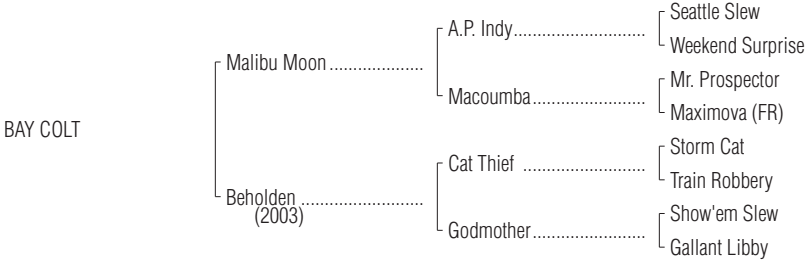 Seattle Slew
A.P. Indy............................
Weekend Surprise
Malibu Moon ....................
Mr. Prospector
Macoumba........................
Maximova (FR)
BAY COLT
Storm Cat
Cat Thief ..........................
Train Robbery
Beholden ..........................
(2003)
Show'em Slew
Godmother........................
Gallant Libby